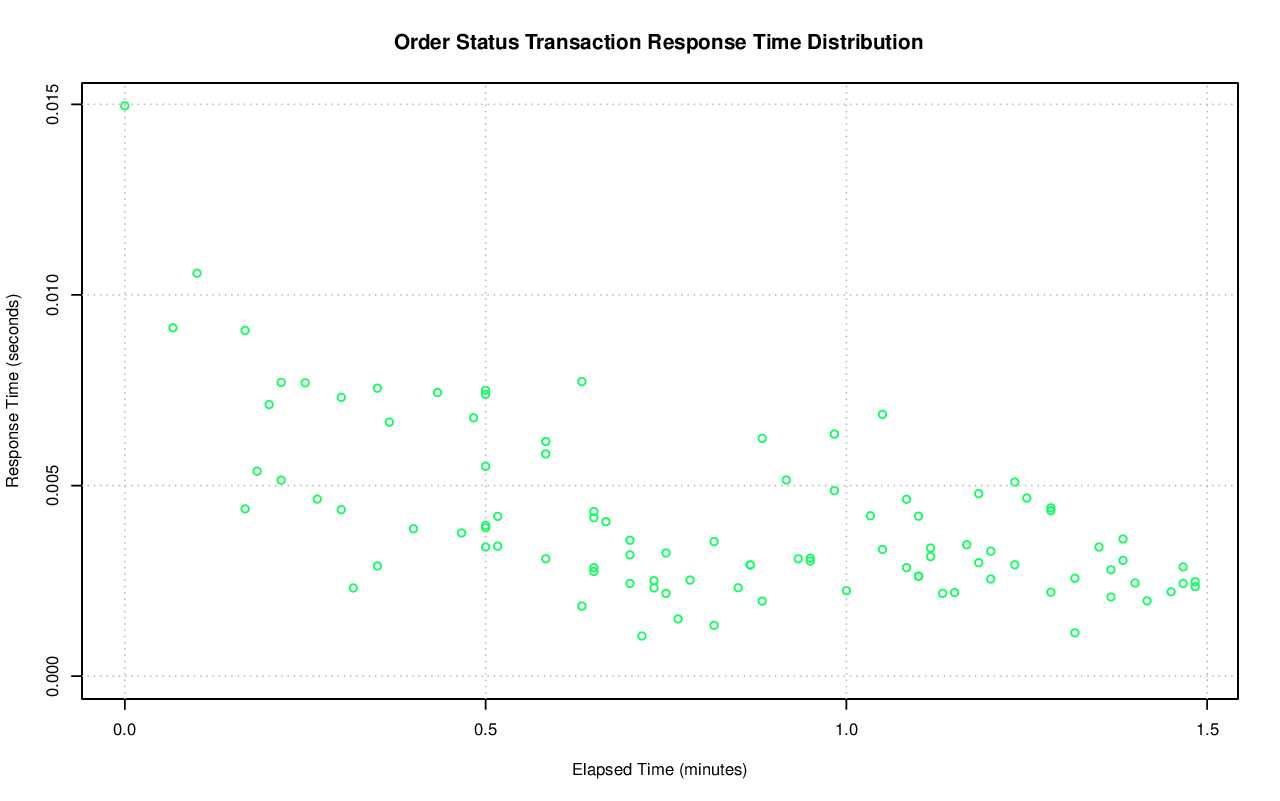 Order Status Transaction Response Time Distribution
Response Time (seconds)
0.015
0.010
0.005
0.000
0.0 0.5 1.0 1.5
Elapsed Time (minutes)